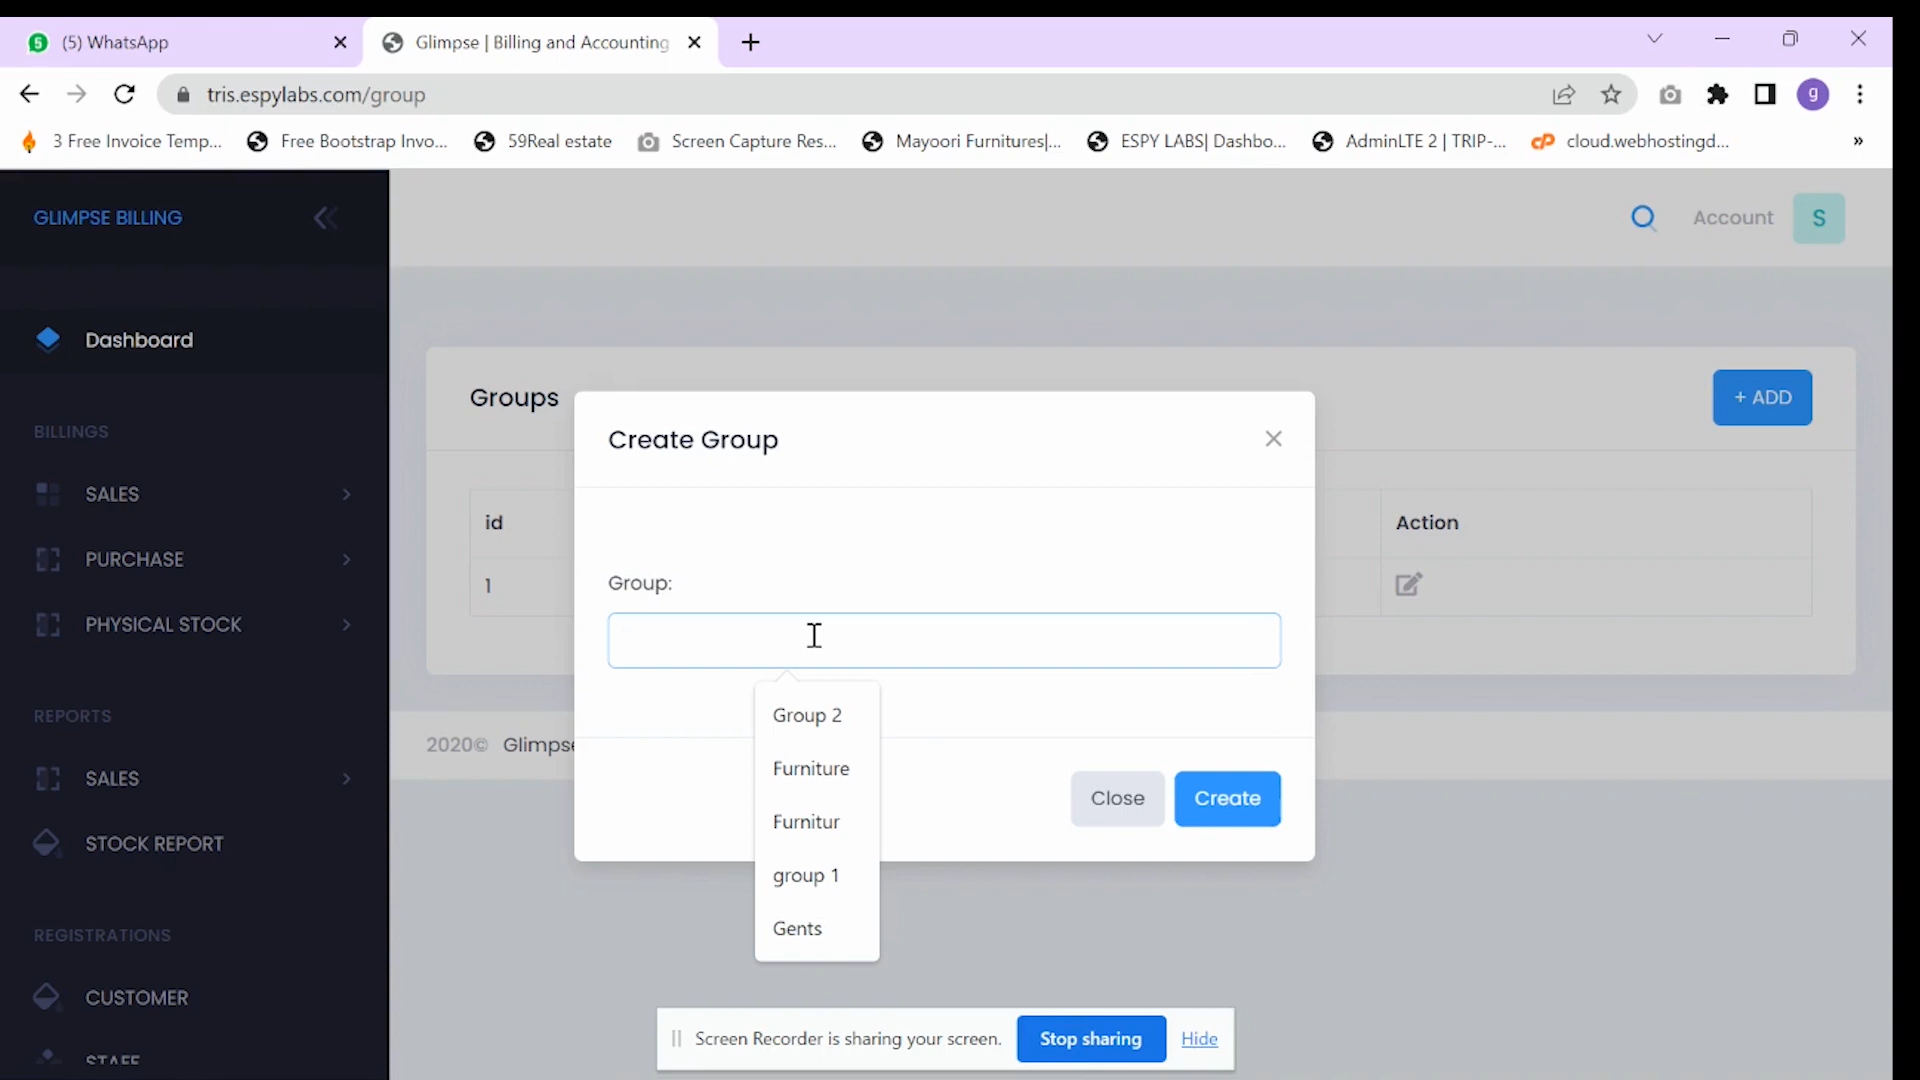 (5) WhatsApp
Glimpse | Billing and Accounting
tris.espylabs.com/group
g
3 Free Invoice Temp...
Free Bootstrap Invo...
59Real estate
Screen Capture Res...
Mayoori Furnitures|...
ESPY LABS| Dashbo...
AdminLTE 2 | TRIP-...
cloud.webhostingd...
»
GLIMPSE BILLING
Account
S
Dashboard
BILLINGS
SALES
PURCHASE
PHYSICAL STOCK
REPORTS
SALES
STOCK REPORT
REGISTRATIONS
CUSTOMER
STAFF
Groups
+ ADD
id
Action
1
2020© Glimpse
Create Group
Group:
Group 2
Furniture
Furnitur
group 1
Gents
Close
Create
Screen Recorder is sharing your screen.
Stop sharing
Hide